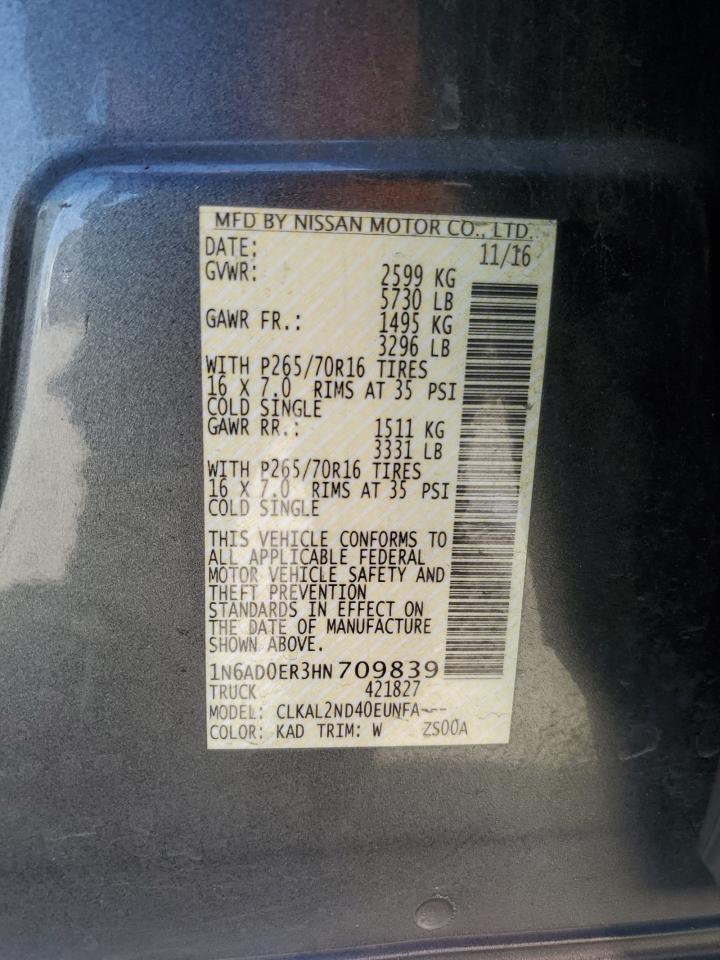 MFD BY NISSAN MOTOR CO., LTD.
DATE: 11/16
GVWR: 2599 KG
5730 LB
GAWR FR.: 1495 KG
3296 LB
WITH P265/70R16 TIRES
16 X 7.0 RIMS AT 35 PSI
COLD SINGLE
GAWR RR.: 1511 KG
3331 LB
WITH P265/70R16 TIRES
16 X 7.0 RIMS AT 35 PSI
COLD SINGLE
THIS VEHICLE CONFORMS TO
ALL APPLICABLE FEDERAL
MOTOR VEHICLE SAFETY AND
THEFT PREVENTION
STANDARDS IN EFFECT ON
THE DATE OF MANUFACTURE
SHOWN ABOVE.
1N6AD0ER3HN709839
TRUCK 421827
MODEL: CLKAL2ND40EUNFA---
COLOR: KAD TRIM: W ZS00A